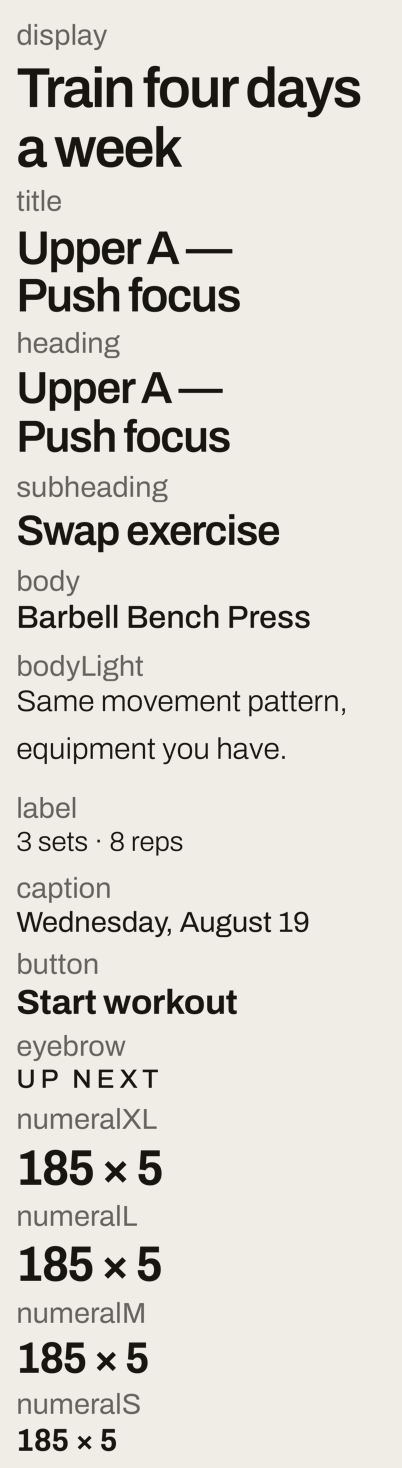 display
Train four days
a week
title
Upper A —
Push focus
heading
Upper A —
Push focus
subheading
Swap exercise
body
Barbell Bench Press
bodyLight
Same movement pattern,
equipment you have.
label
3 sets · 8 reps
caption
Wednesday, August 19
button
Start workout
eyebrow
UP NEXT
numeralXL
185 × 5
numeralL
185 × 5
numeralM
185 × 5
numeralS
185 × 5